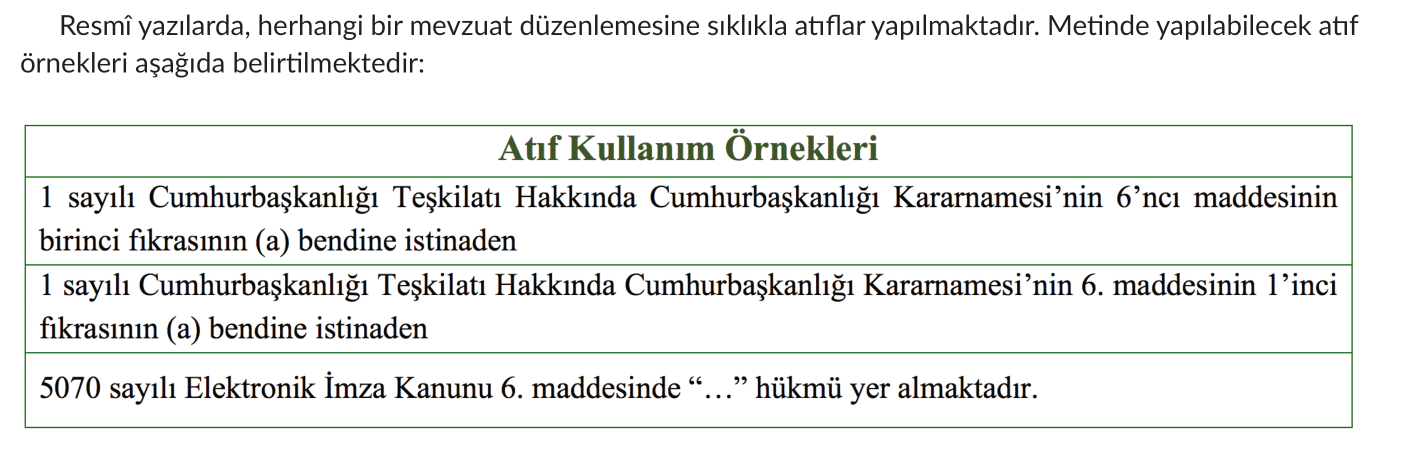 Resmî yazılarda, herhangi bir mevzuat düzenlemesine sıklıkla atıflar yapılmaktadır. Metinde yapılabilecek atıf
örnekleri aşağıda belirtilmektedir:
Atıf Kullanım Örnekleri
1 sayılı Cumhurbaşkanlığı Teşkilatı Hakkında Cumhurbaşkanlığı Kararnamesi’nin 6’ncı maddesinin
birinci fıkrasının (a) bendine istinaden
1 sayılı Cumhurbaşkanlığı Teşkilatı Hakkında Cumhurbaşkanlığı Kararnamesi’nin 6. maddesinin 1’inci
fıkrasının (a) bendine istinaden
5070 sayılı Elektronik İmza Kanunu 6. maddesinde “…” hükmü yer almaktadır.